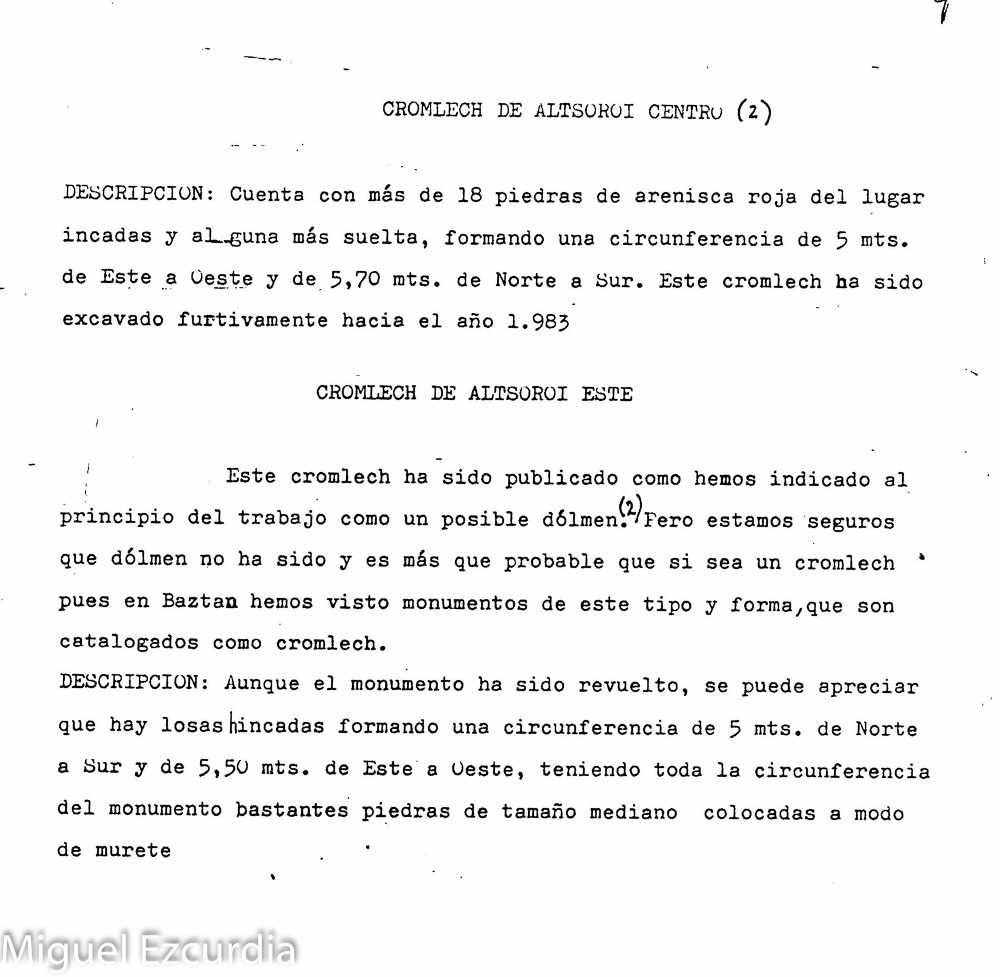 7
CROMLECH DE ALTSOROI CENTRO (2)
DESCRIPCION: Cuenta con más de 18 piedras de arenisca roja del lugar
incadas y alguna más suelta, formando una circunferencia de 5 mts.
de Este a Oeste y de 5,70 mts. de Norte a Sur. Este cromlech ha sido
excavado furtivamente hacia el año 1.983
CROMLECH DE ALTSOROI ESTE
Este cromlech ha sido publicado como hemos indicado al
principio del trabajo como un posible dólmen.(2) Pero estamos seguros
que dólmen no ha sido y es más que probable que si sea un cromlech
pues en Baztan hemos visto monumentos de este tipo y forma, que son
catalogados como cromlech.
DESCRIPCION: Aunque el monumento ha sido revuelto, se puede apreciar
que hay losas hincadas formando una circunferencia de 5 mts. de Norte
a Sur y de 5,50 mts. de Este a Oeste, teniendo toda la circunferencia
del monumento bastantes piedras de tamaño mediano colocadas a modo
de murete
Miguel Ezcurdia